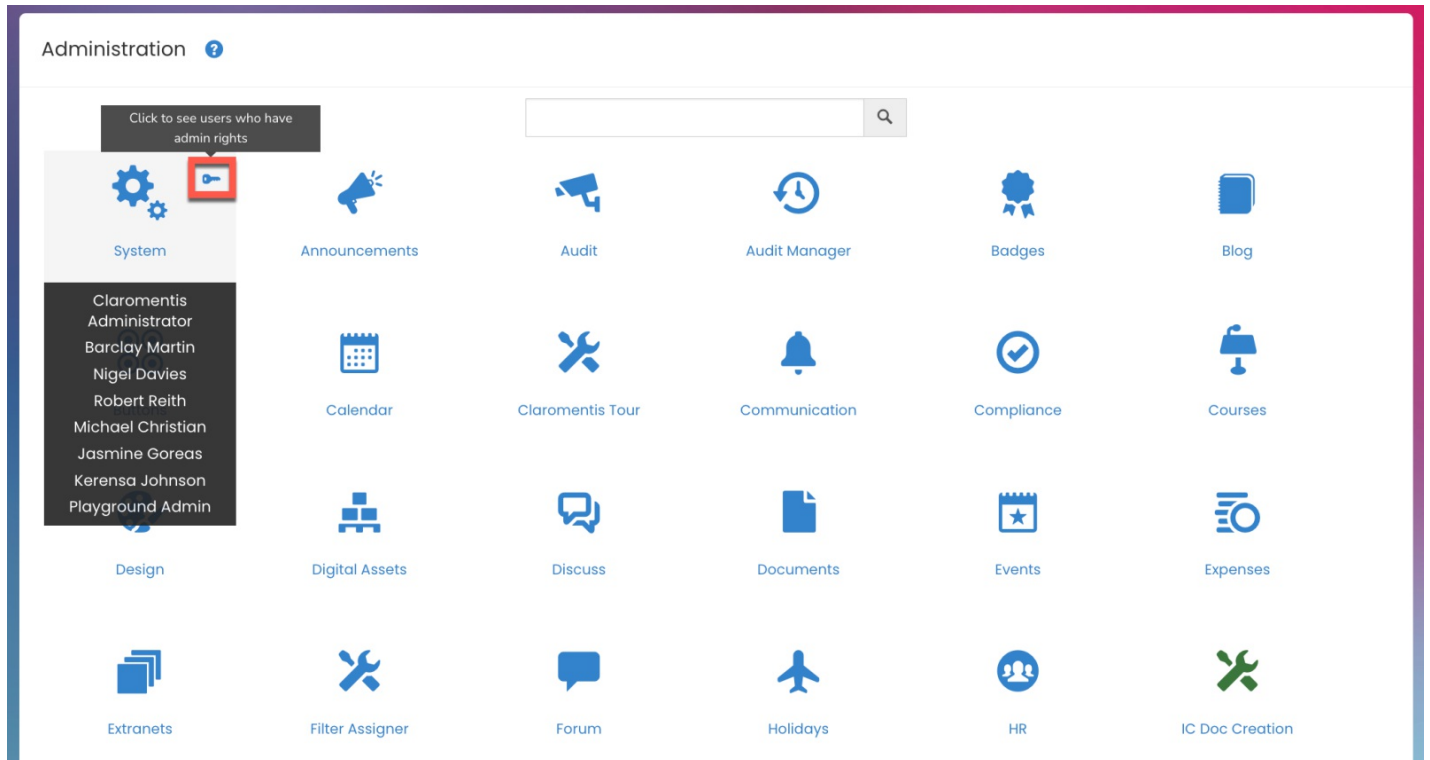 Administration
Click to see users who have
admin rights
System
Announcements
Audit
Audit Manager
Badges
Blog
Claromentis
Administrator
Barclay Martin
Nigel Davies
Robert Reith
Michael Christian
Jasmine Goreas
Kerensa Johnson
Playground Admin
Calendar
Claromentis Tour
Communication
Compliance
Courses
Design
Digital Assets
Discuss
Documents
Events
Expenses
Extranets
Filter Assigner
Forum
Holidays
HR
IC Doc Creation